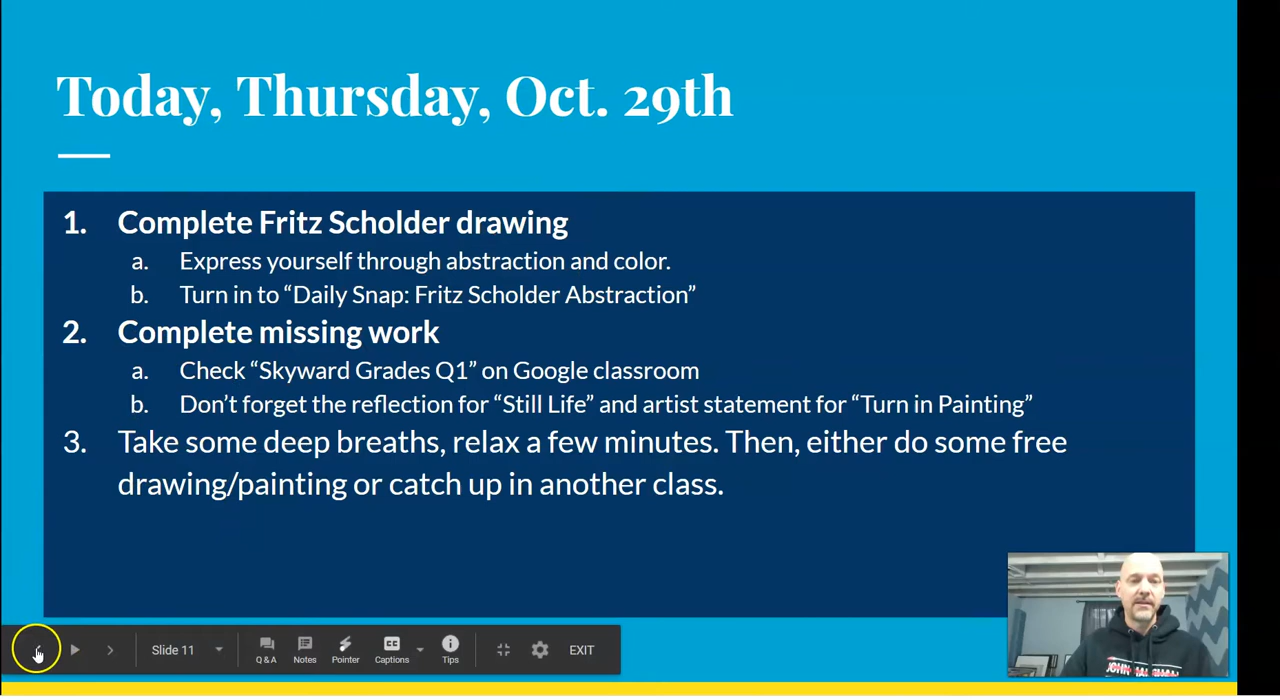 Today, Thursday, Oct. 29th
1. Complete Fritz Scholder drawing
a. Express yourself through abstraction and color.
b. Turn in to “Daily Snap: Fritz Scholder Abstraction”
2. Complete missing work
a. Check “Skyward Grades Q1” on Google classroom
b. Don’t forget the reflection for “Still Life” and artist statement for “Turn in Painting”
3. Take some deep breaths, relax a few minutes. Then, either do some free
drawing/painting or catch up in another class.
Slide 11
Q & A
Notes
Pointer
Captions
Tips
EXIT
JOHN